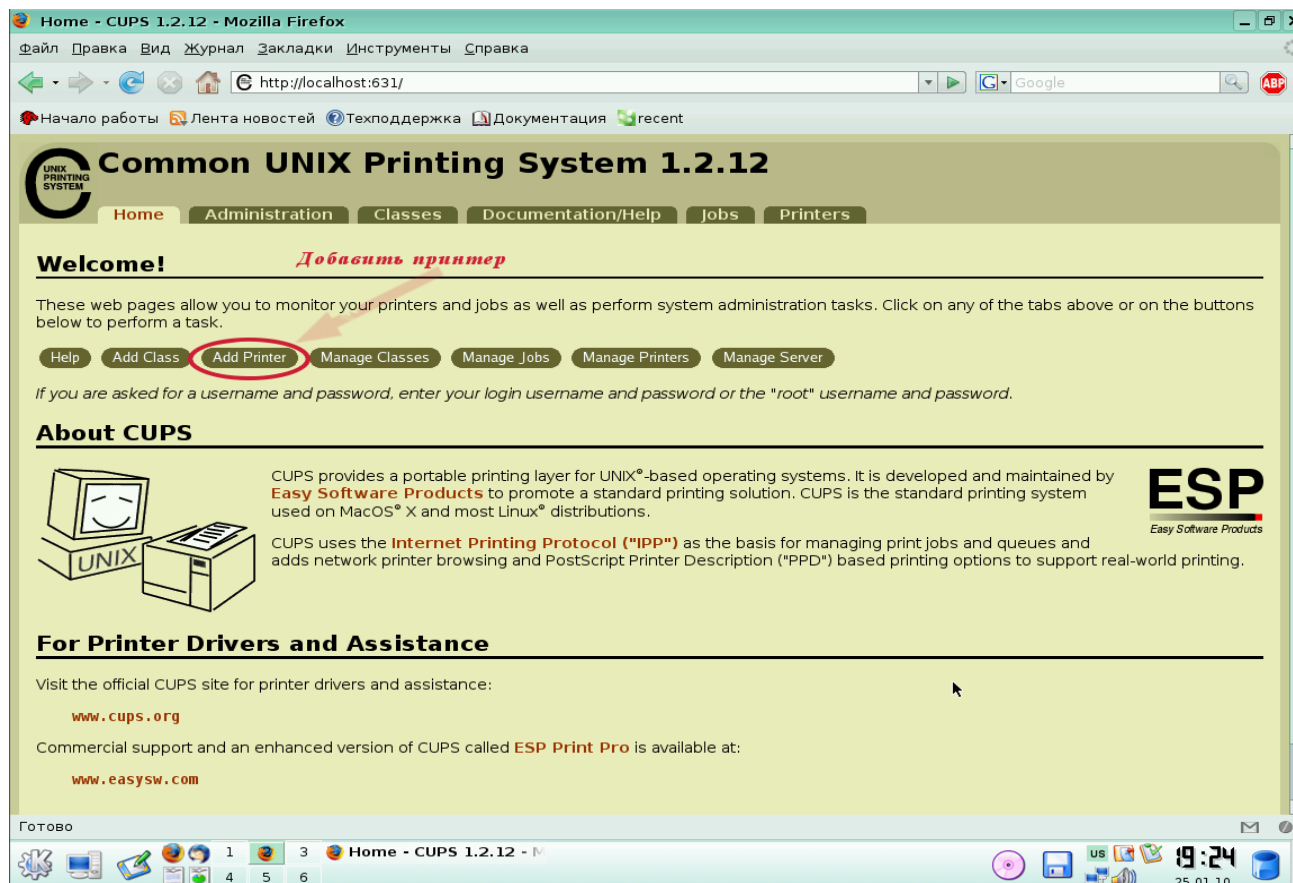 Home - CUPS 1.2.12 - Mozilla Firefox
Файл Правка Вид Журнал Закладки Инструменты Справка
http://localhost:631/ G Google ABP
Начало работы Лента новостей Техподдержка Документация recent
UNIX
PRINTING
SYSTEM
Common UNIX Printing System 1.2.12
Home Administration Classes Documentation/Help Jobs Printers
Добавить принтер
Welcome!
These web pages allow you to monitor your printers and jobs as well as perform system administration tasks. Click on any of the tabs above or on the buttons
below to perform a task.
Help Add Class Add Printer Manage Classes Manage Jobs Manage Printers Manage Server
If you are asked for a username and password, enter your login username and password or the "root" username and password.
About CUPS
UNIX
CUPS provides a portable printing layer for UNIX®-based operating systems. It is developed and maintained by
Easy Software Products to promote a standard printing solution. CUPS is the standard printing system
used on MacOS® X and most Linux® distributions.
ESP
Easy Software Products
CUPS uses the Internet Printing Protocol ("IPP") as the basis for managing print jobs and queues and
adds network printer browsing and PostScript Printer Description ("PPD") based printing options to support real-world printing.
For Printer Drivers and Assistance
Visit the official CUPS site for printer drivers and assistance:
www.cups.org
Commercial support and an enhanced version of CUPS called ESP Print Pro is available at:
www.easysw.com
Готово
1 3
4 5 6
Home - CUPS 1.2.12 - M
US
19:24
25.01.10